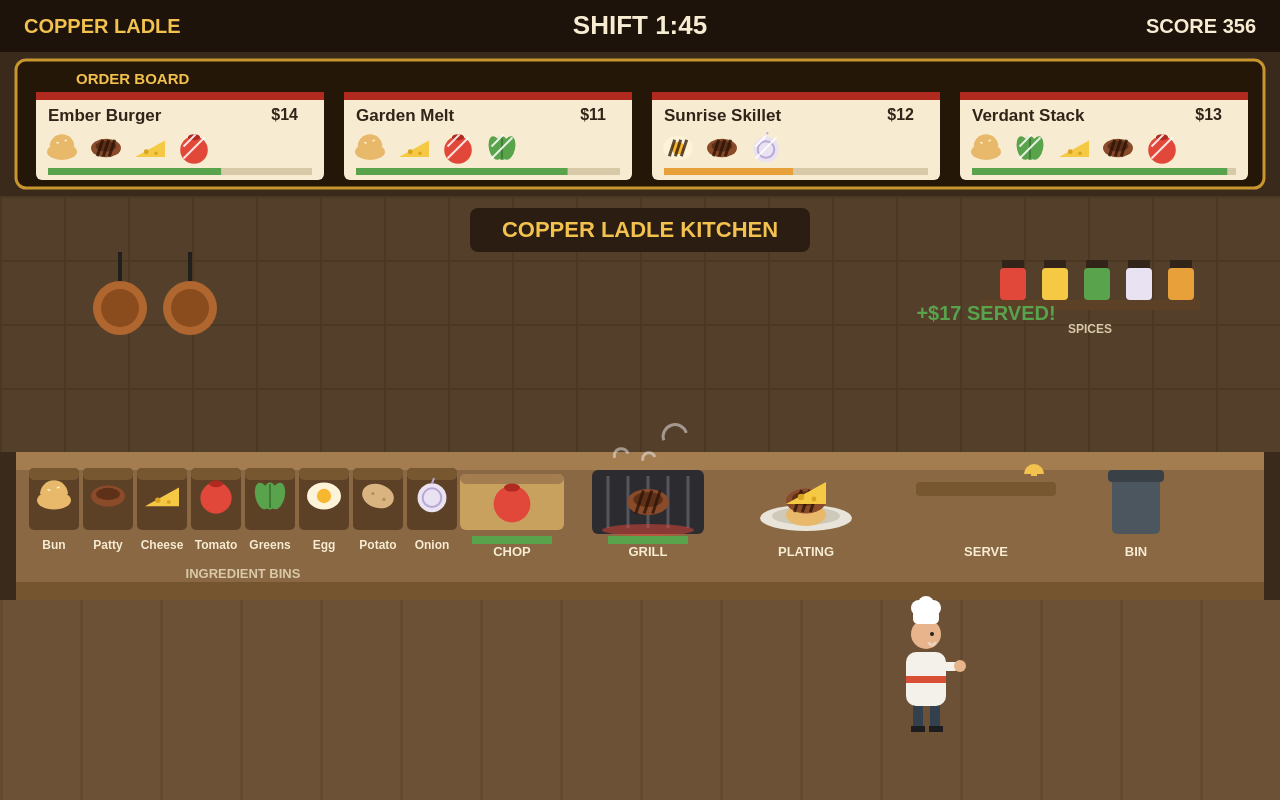 COPPER LADLE
SHIFT 1:45
SCORE 356
ORDER BOARD
Ember Burger $14
Garden Melt $11
Sunrise Skillet $12
Verdant Stack $13
COPPER LADLE KITCHEN
+$17 SERVED!
SPICES
Bun
Patty
Cheese
Tomato
Greens
Egg
Potato
Onion
CHOP
GRILL
PLATING
SERVE
BIN
INGREDIENT BINS